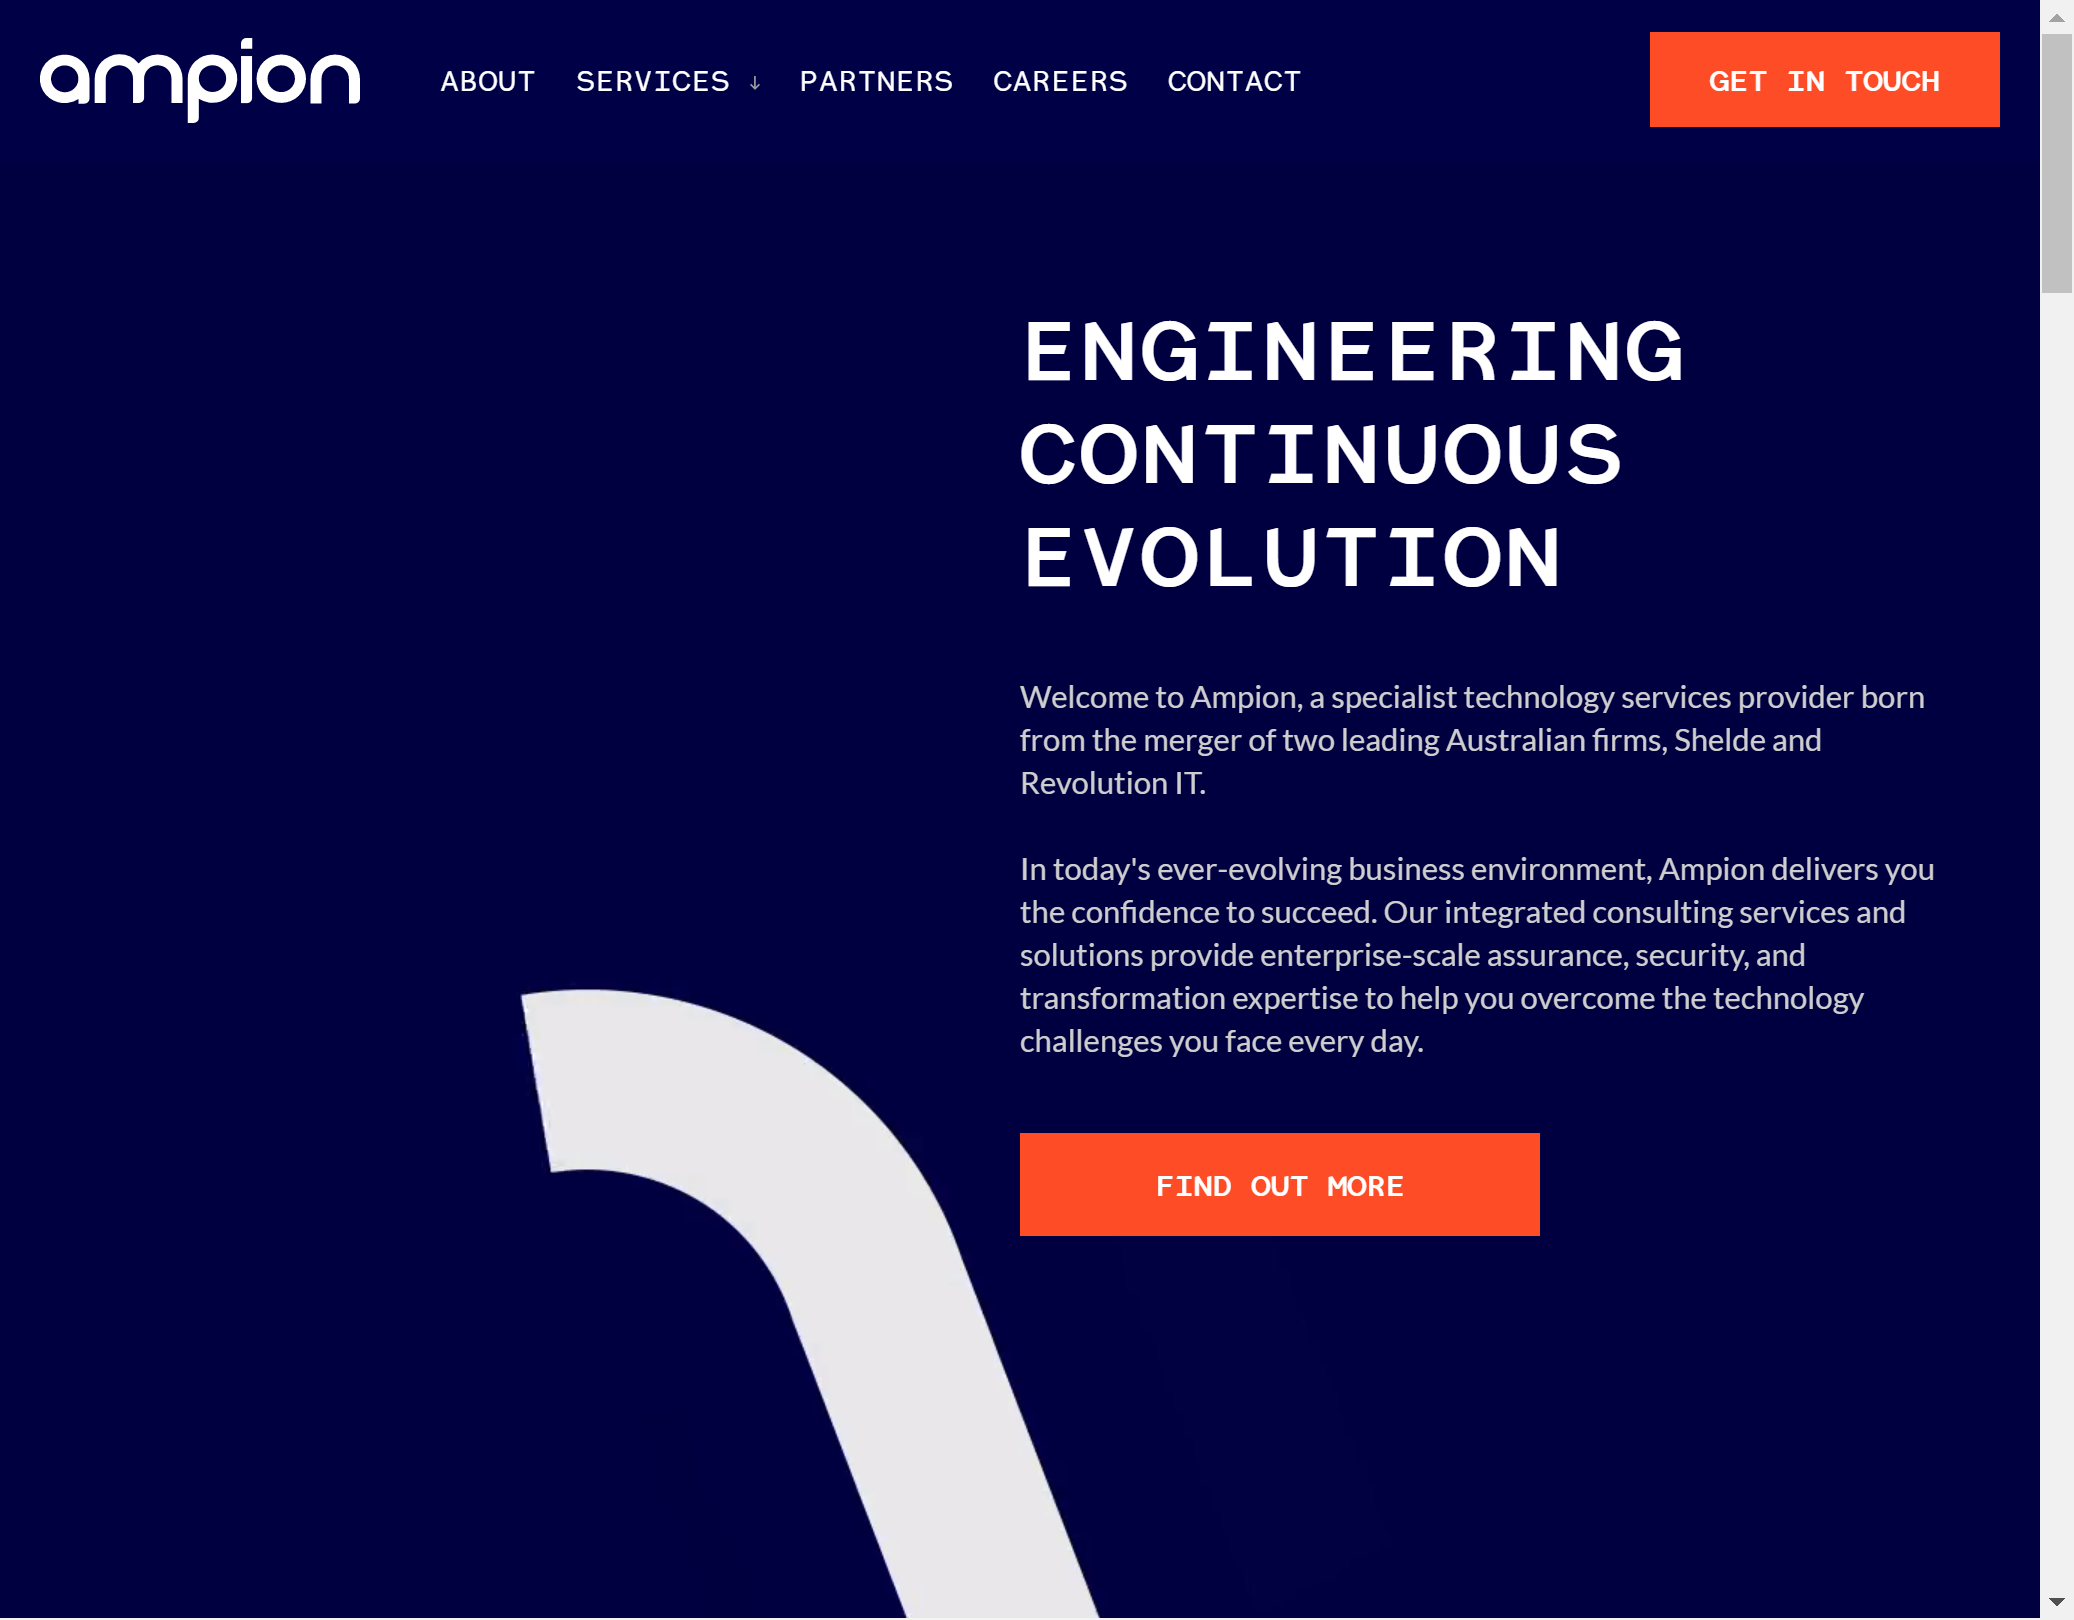 ampion
ABOUT SERVICES ↓ PARTNERS CAREERS CONTACT
GET IN TOUCH
ENGINEERING
CONTINUOUS
EVOLUTION
Welcome to Ampion, a specialist technology services provider born
from the merger of two leading Australian firms, Shelde and
Revolution IT.
In today's ever-evolving business environment, Ampion delivers you
the confidence to succeed. Our integrated consulting services and
solutions provide enterprise-scale assurance, security, and
transformation expertise to help you overcome the technology
challenges you face every day.
FIND OUT MORE